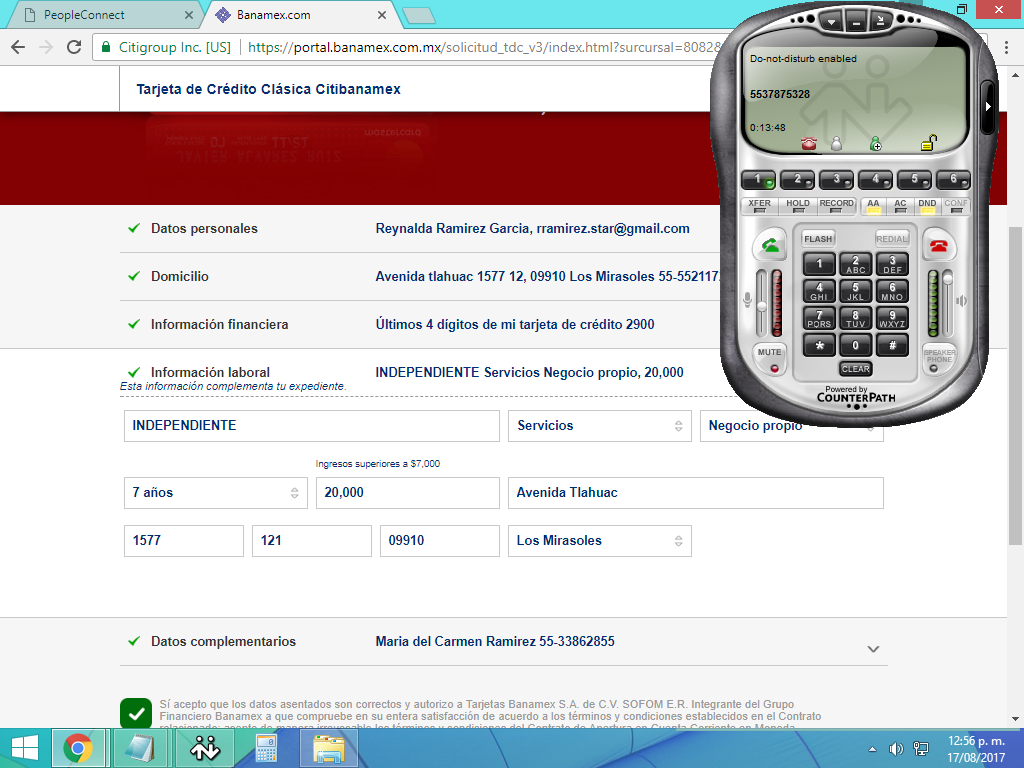 PeopleConnect
Banamex.com
Citigroup Inc. [US]
https://portal.banamex.com.mx/solicitud_tdc_v3/index.html?surcursal=8082
Tarjeta de Crédito Clásica Citibanamex
Datos personales
Reynalda Ramirez Garcia, rramirez.star@gmail.com
Domicilio
Avenida tlahuac 1577 12, 09910 Los Mirasoles 55-552117
Información financiera
Últimos 4 dígitos de mi tarjeta de crédito 2900
Información laboral
INDEPENDIENTE Servicios Negocio propio, 20,000
Esta información complementa tu expediente.
INDEPENDIENTE
Servicios
Negocio propio
Ingresos superiores a $7,000
7 años
20,000
Avenida Tlahuac
1577
121
09910
Los Mirasoles
Datos complementarios
Maria del Carmen Ramirez 55-33862855
Sí acepto que los datos asentados son correctos y autorizo a Tarjetas Banamex S.A. de C.V. SOFOM E.R. Integrante del Grupo
Financiero Banamex a que compruebe en su entera satisfacción de acuerdo a los términos y condiciones establecidos en el Contrato
Do-not-disturb enabled
5537875328
0:13:48
1 2 3 4 5 6
XFER HOLD RECORD AA AC DND CONF
FLASH
REDIAL
1
2 ABC
3 DEF
4 GHI
5 JKL
6 MNO
7 PQRS
8 TUV
9 WXYZ
* 0 #
MUTE
SPEAKER PHONE
CLEAR
Powered by
COUNTERPATH
12:56 p. m.
17/08/2017